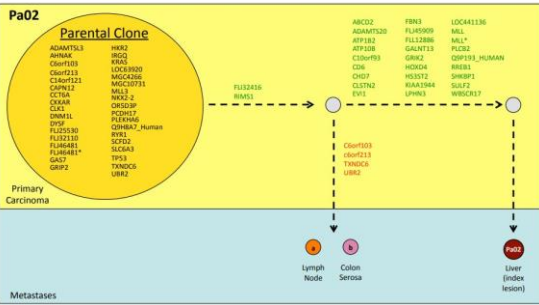 Pa02
Parental Clone
ADAMTSL3
AHNAK
C6orf103
C6orf213
C14orf121
CAPN12
CCT6A
CKKAR
CLK1
DNM1L
DYSF
FLJ25530
FLJ32110
FLJ46481
FLJ46481*
GAS7
GRIP2
HKR2
IRGQ
KRAS
LOC63920
MGC4266
MGC10731
MLL3
NKX2-2
OR5D3P
PCDH17
PLEKHA6
Q9H8A7_Human
RYR1
SCFD2
SLC6A3
TP53
TXNDC6
UBR2
FLJ32416
RIMS1
ABCD2
ADAMTS20
ATP1B2
ATP10B
C10orf93
CD6
CHD7
CLSTN2
EVI1
FBN3
FLJ45909
FLL12886
GALNT13
GRIK2
HOXD4
HS3ST2
KIAA1944
LPHN3
LOC441136
MLL
MLL*
PLCB2
Q9P193_HUMAN
RREB1
SHKBP1
SULF2
WBSCR17
C6orf103
c6orf213
TXNDC6
UBR2
Primary
Carcinoma
a
b
Pa02
Lymph
Node
Colon
Serosa
Liver
(index
lesion)
Metastases